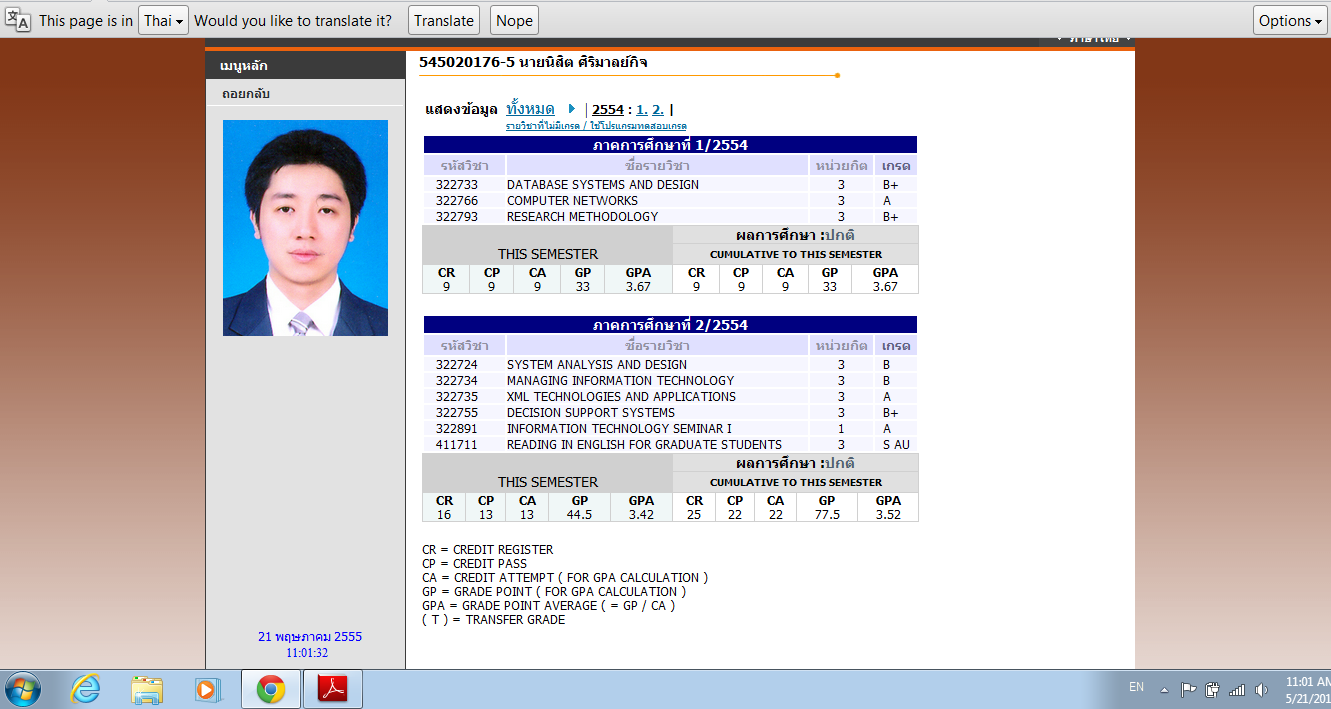 This page is in Thai Would you like to translate it? Translate Nope Options
ภาษาไทย
เมนูหลัก
ถอยกลับ
545020176-5 นายนิสิต ศิริมาลย์กิจ
แสดงข้อมูล ทั้งหมด | 2554 : 1. 2. |
รายวิชาที่ไม่มีเกรด / ใช้โปรแกรมทดสอบเกรด
ภาคการศึกษาที่ 1/2554
รหัสวิชา ชื่อรายวิชา หน่วยกิต เกรด
322733 DATABASE SYSTEMS AND DESIGN 3 B+
322766 COMPUTER NETWORKS 3 A
322793 RESEARCH METHODOLOGY 3 B+
ผลการศึกษา :ปกติ
THIS SEMESTER CUMULATIVE TO THIS SEMESTER
CR CP CA GP GPA CR CP CA GP GPA
9 9 9 33 3.67 9 9 9 33 3.67
ภาคการศึกษาที่ 2/2554
รหัสวิชา ชื่อรายวิชา หน่วยกิต เกรด
322724 SYSTEM ANALYSIS AND DESIGN 3 B
322734 MANAGING INFORMATION TECHNOLOGY 3 B
322735 XML TECHNOLOGIES AND APPLICATIONS 3 A
322755 DECISION SUPPORT SYSTEMS 3 B+
322891 INFORMATION TECHNOLOGY SEMINAR I 1 A
411711 READING IN ENGLISH FOR GRADUATE STUDENTS 3 S AU
ผลการศึกษา :ปกติ
THIS SEMESTER CUMULATIVE TO THIS SEMESTER
CR CP CA GP GPA CR CP CA GP GPA
16 13 13 44.5 3.42 25 22 22 77.5 3.52
CR = CREDIT REGISTER
CP = CREDIT PASS
CA = CREDIT ATTEMPT ( FOR GPA CALCULATION )
GP = GRADE POINT ( FOR GPA CALCULATION )
GPA = GRADE POINT AVERAGE ( = GP / CA )
( T ) = TRANSFER GRADE
21 พฤษภาคม 2555
11:01:32
EN
11:01 AM
5/21/201